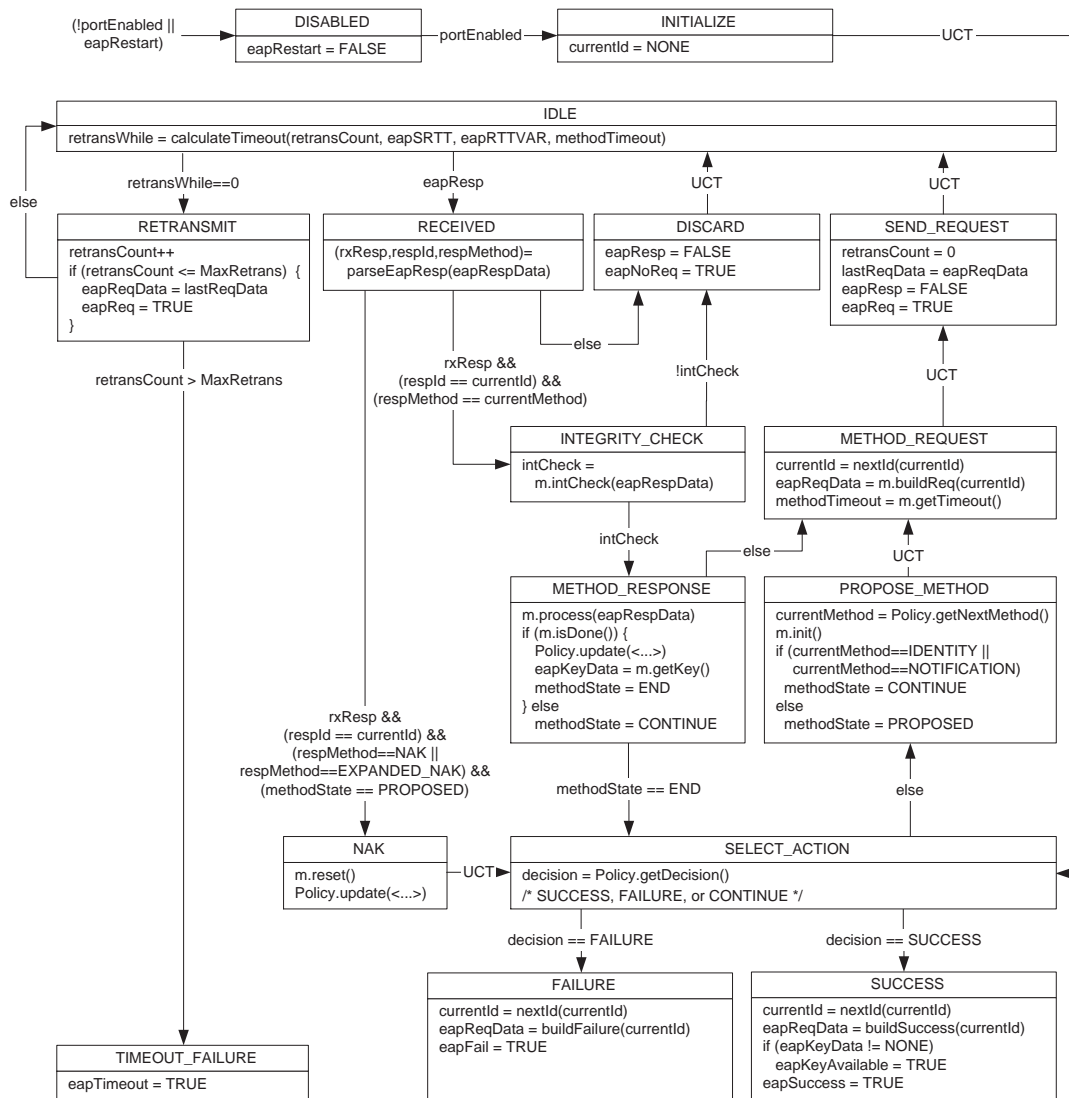 (!portEnabled ||
eapRestart)
DISABLED
eapRestart = FALSE
portEnabled
INITIALIZE
currentId = NONE
UCT
IDLE
retransWhile = calculateTimeout(retransCount, eapSRTT, eapRTTVAR, methodTimeout)
else
retransWhile==0
eapResp
UCT
UCT
RETRANSMIT
retransCount++
if (retransCount <= MaxRetrans) {
eapReqData = lastReqData
eapReq = TRUE
}
RECEIVED
(rxResp,respId,respMethod)=
parseEapResp(eapRespData)
DISCARD
eapResp = FALSE
eapNoReq = TRUE
SEND_REQUEST
retransCount = 0
lastReqData = eapReqData
eapResp = FALSE
eapReq = TRUE
else
retransCount > MaxRetrans
rxResp &&
(respId == currentId) &&
(respMethod == currentMethod)
!intCheck
UCT
INTEGRITY_CHECK
intCheck =
m.intCheck(eapRespData)
METHOD_REQUEST
currentId = nextId(currentId)
eapReqData = m.buildReq(currentId)
methodTimeout = m.getTimeout()
intCheck
else
UCT
METHOD_RESPONSE
m.process(eapRespData)
if (m.isDone()) {
Policy.update(<...>)
eapKeyData = m.getKey()
methodState = END
} else
methodState = CONTINUE
PROPOSE_METHOD
currentMethod = Policy.getNextMethod()
m.init()
if (currentMethod==IDENTITY ||
currentMethod==NOTIFICATION)
methodState = CONTINUE
else
methodState = PROPOSED
rxResp &&
(respId == currentId) &&
(respMethod==NAK ||
respMethod==EXPANDED_NAK) &&
(methodState == PROPOSED)
methodState == END
else
NAK
m.reset()
Policy.update(<...>)
UCT
SELECT_ACTION
decision = Policy.getDecision()
/* SUCCESS, FAILURE, or CONTINUE */
decision == FAILURE
decision == SUCCESS
FAILURE
currentId = nextId(currentId)
eapReqData = buildFailure(currentId)
eapFail = TRUE
SUCCESS
currentId = nextId(currentId)
eapReqData = buildSuccess(currentId)
if (eapKeyData != NONE)
eapKeyAvailable = TRUE
eapSuccess = TRUE
TIMEOUT_FAILURE
eapTimeout = TRUE